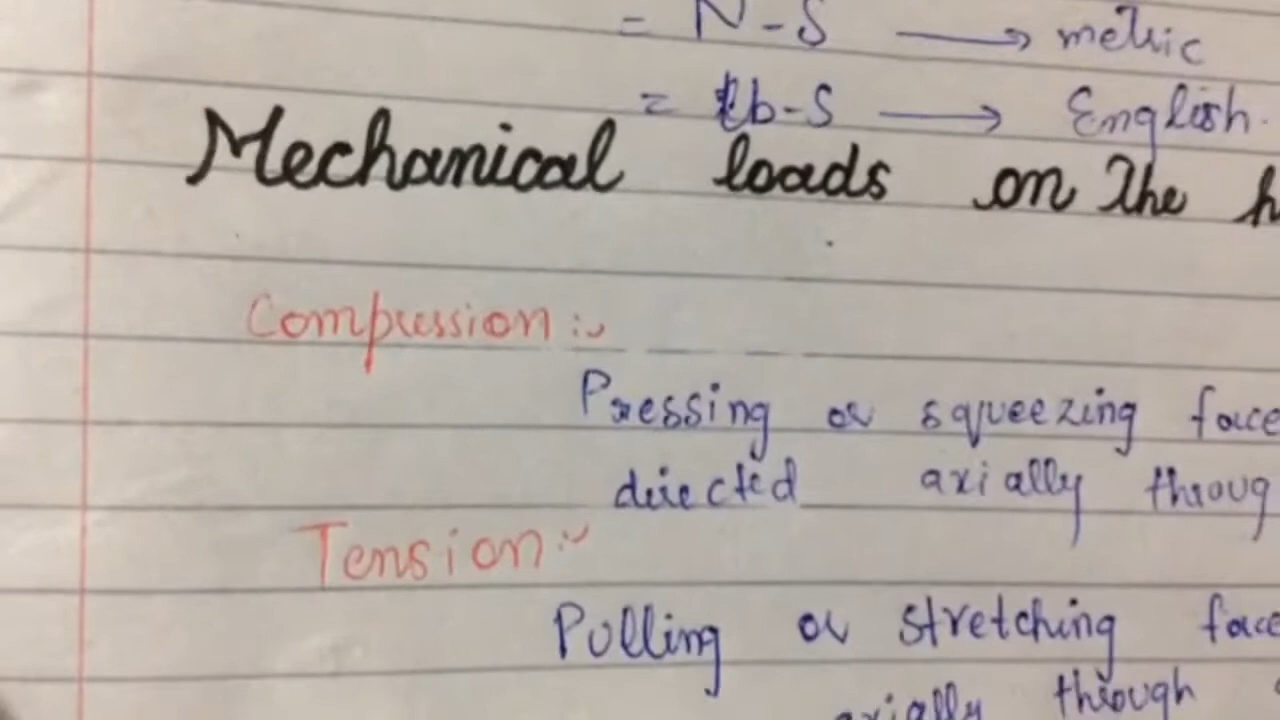 = N-S → metric
= lb-S → English.
Mechanical loads on the h
Compression :-
Pressing or squeezing force
directed axially throug
Tension :-
Pulling or stretching force
axially through